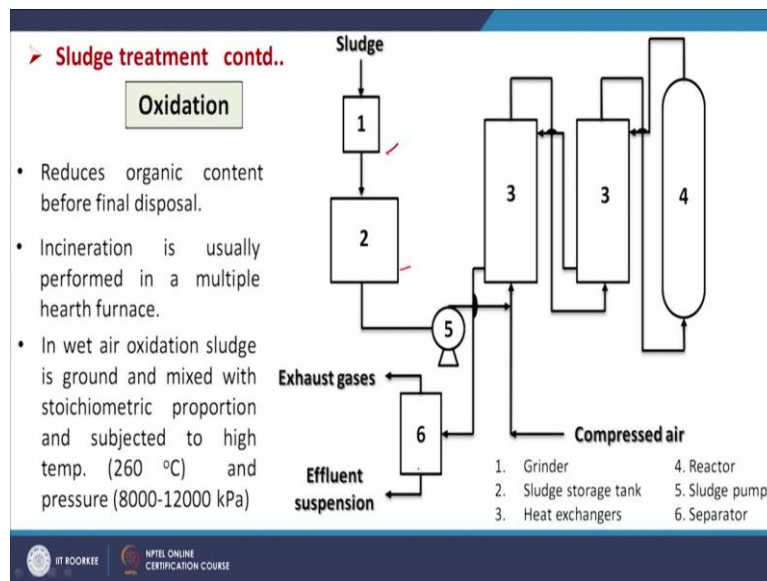 Sludge treatment contd..
Oxidation
• Reduces organic content
before final disposal.
• Incineration is usually
performed in a multiple
hearth furnace.
• In wet air oxidation sludge
is ground and mixed with
stoichiometric proportion
and subjected to high
temp. (260 °C) and
pressure (8000-12000 kPa)
Sludge
1
2
3
3
4
5
Exhaust gases
6
Effluent
suspension
Compressed air
1. Grinder
2. Sludge storage tank
3. Heat exchangers
4. Reactor
5. Sludge pump
6. Separator
IIT ROORKEE
NPTEL ONLINE
CERTIFICATION COURSE